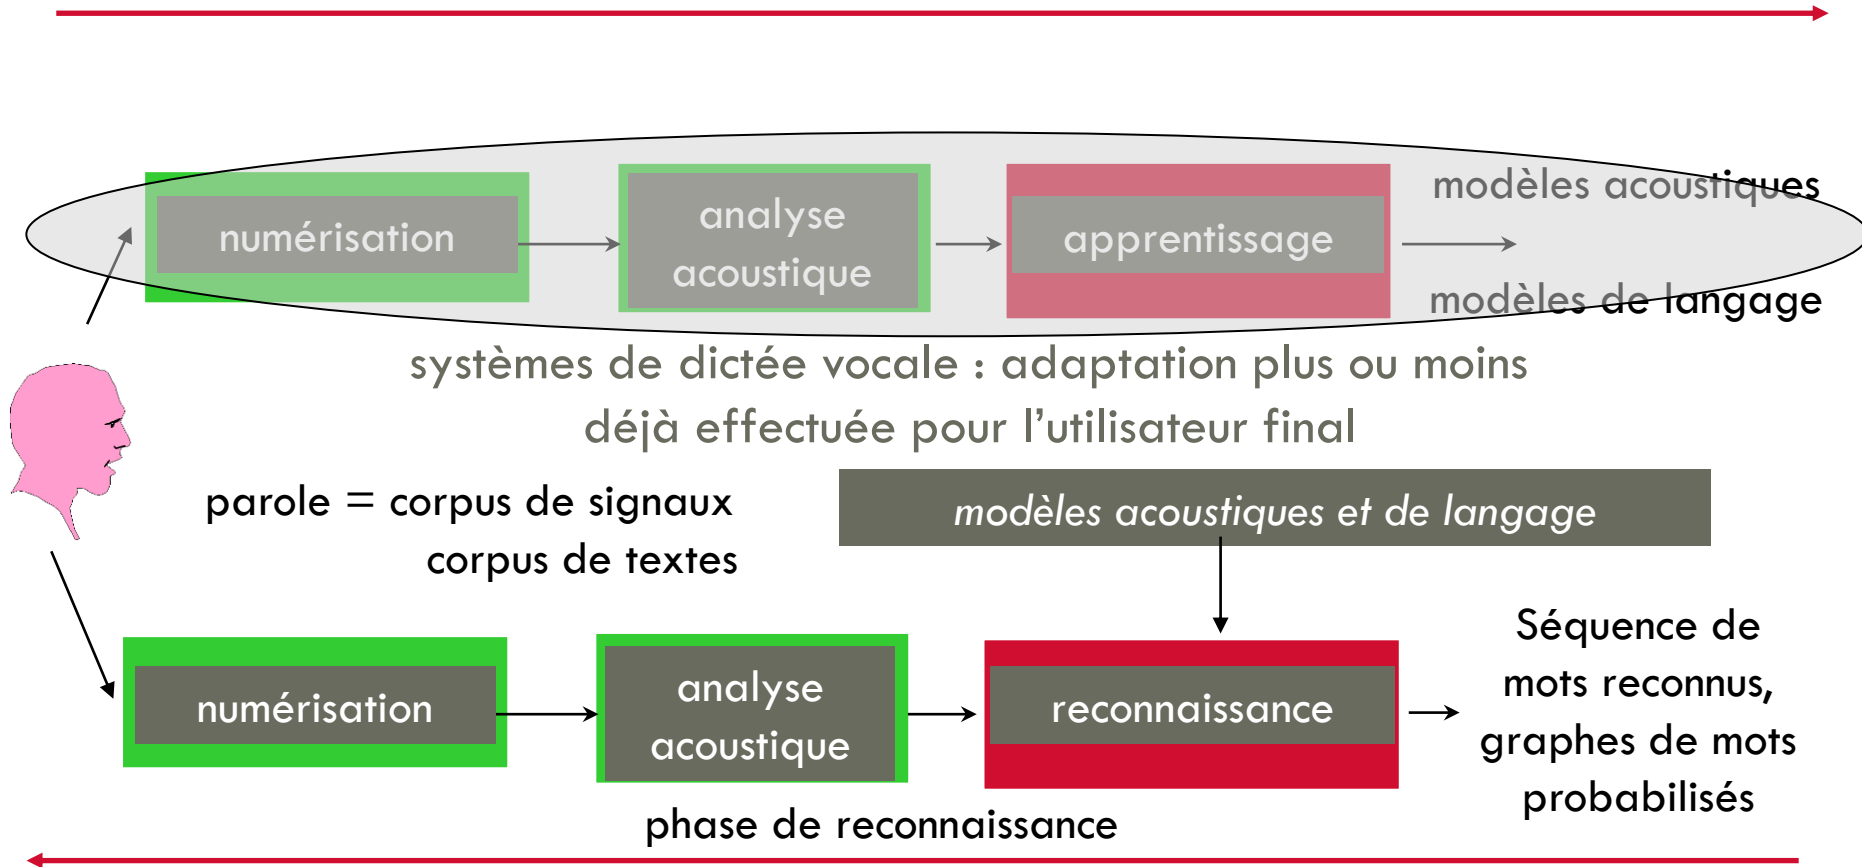 numérisation
analyse
acoustique
apprentissage
modèles acoustiques
modèles de langage
systèmes de dictée vocale : adaptation plus ou moins
déjà effectuée pour l'utilisateur final
parole = corpus de signaux
corpus de textes
modèles acoustiques et de langage
numérisation
analyse
acoustique
reconnaissance
Séquence de
mots reconnus,
graphes de mots
probabilisés
phase de reconnaissance